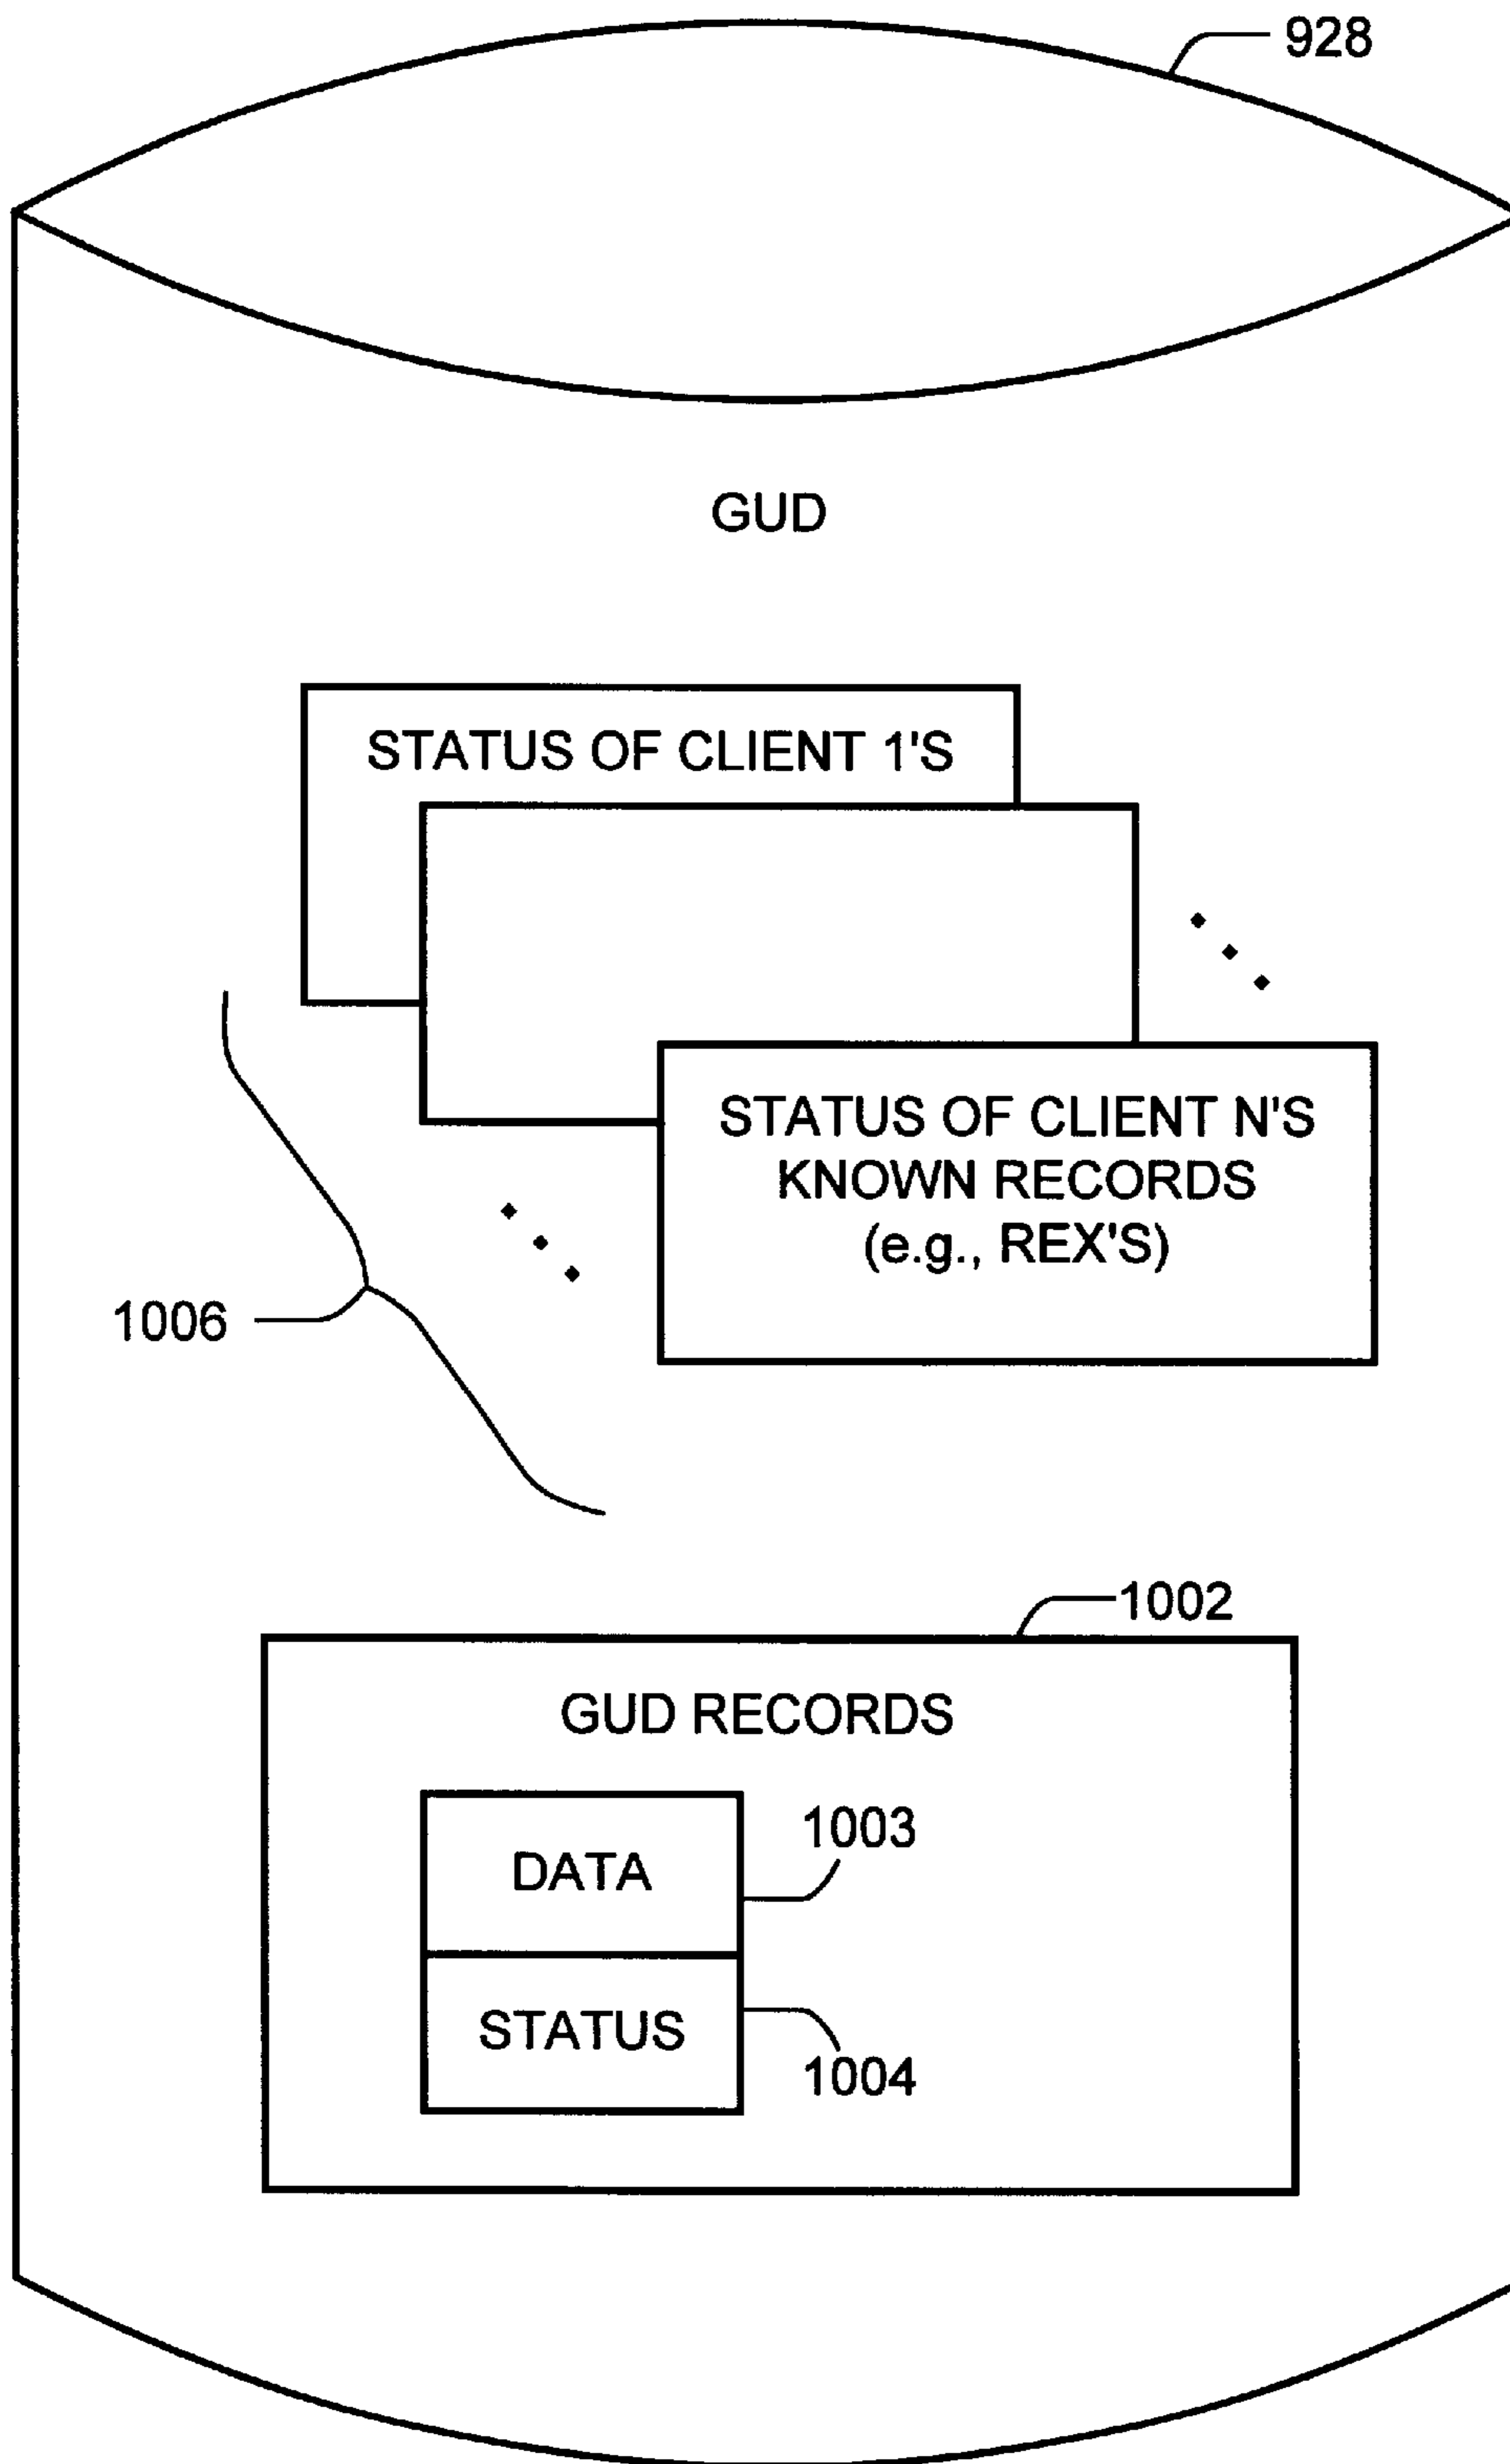 928
GUD
STATUS OF CLIENT 1'S
STATUS OF CLIENT N'S
KNOWN RECORDS
(e.g., REX'S)
1006
1002
GUD RECORDS
1003
DATA
STATUS
1004